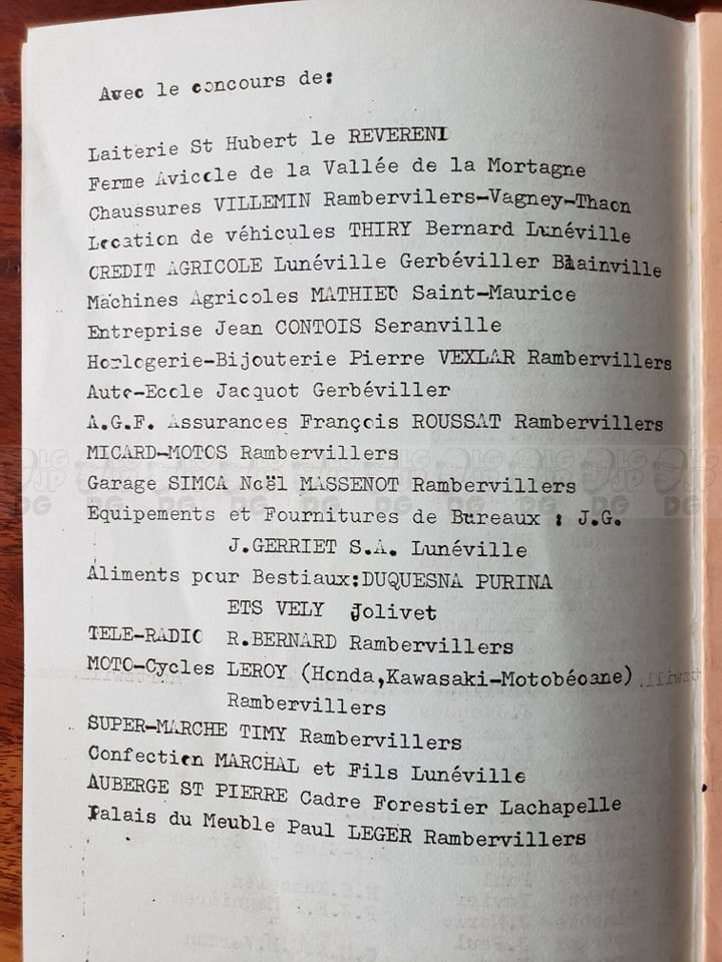 Avec le concours de:
Laiterie St Hubert le REVERENI
Ferme Avicole de la Vallée de la Mortagne
Chaussures VILLEMIN Rambervilers-Vagney-Thaon
Location de véhicules THIRY Bernard Lunéville
CREDIT AGRICOLE Lunéville Gerbéviller Blainville
Machines Agricoles MATHIEU Saint-Maurice
Entreprise Jean CONTOIS Seranville
Horlogerie-Bijouterie Pierre VEXLAR Rambervillers
Auto-Ecole Jacquot Gerbéviller
A.G.F. Assurances François ROUSSAT Rambervillers
MICARD-MOTOS Rambervillers
Garage SIMCA Noël MASSENOT Rambervillers
Equipements et Fournitures de Bureaux : J.G.
J.GERRIET S.A. Lunéville
Aliments pour Bestiaux:DUQUESNA PURINA
ETS VELY Jolivet
TELE-RADIO R.BERNARD Rambervillers
MOTO-Cycles LEROY (Honda,Kawasaki-Motobéoane)
Rambervillers
SUPER-MARCHE TIMY Rambervillers
Confection MARCHAL et Fils Lunéville
AUBERGE ST PIERRE Cadre Forestier Lachapelle
Palais du Meuble Paul LEGER Rambervillers